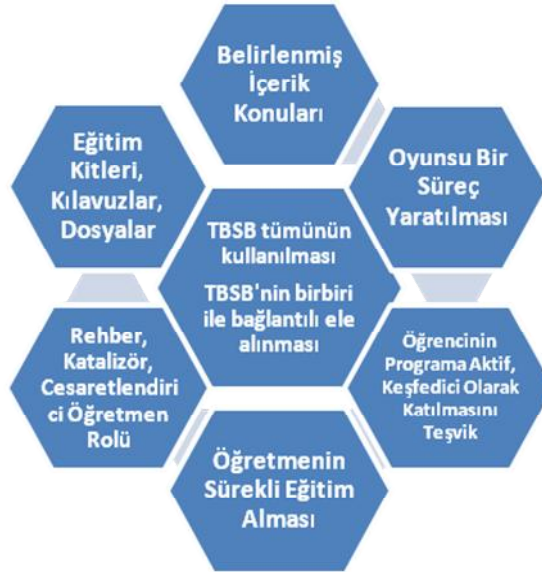 Belirlenmiş
İçerik
Konuları
Oyunsu Bir
Süreç
Yaratılması
Öğrencinin
Programa Aktif,
Keşfedici Olarak
Katılmasını
Teşvik
Öğretmenin
Sürekli Eğitim
Alması
Rehber,
Katalizör,
Cesaretlendiri
ci Öğretmen
Rolü
Eğitim
Kitleri,
Kılavuzlar,
Dosyalar
TBSB tümünün
kullanılması
TBSB'nin birbiri
ile bağlantılı ele
alınması